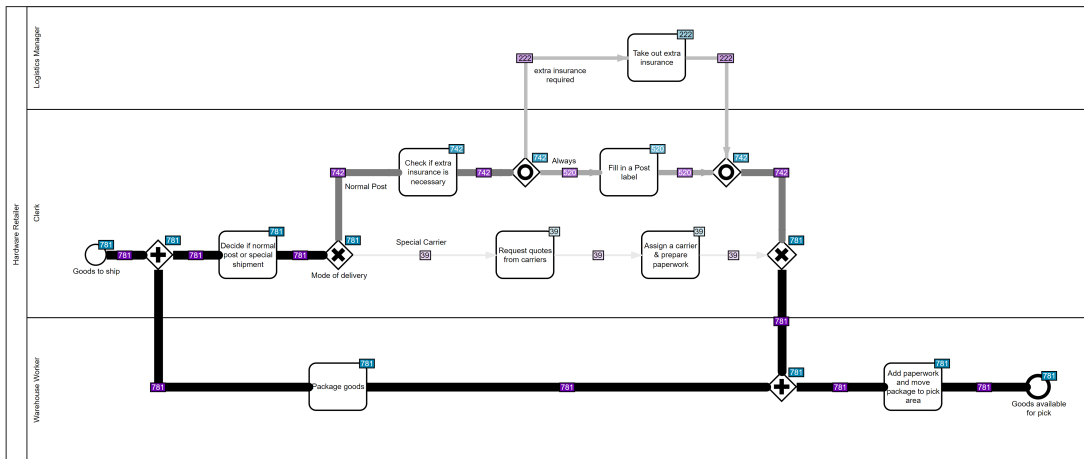 Hardware Retailer
Logistics Manager
222
Take out extra
insurance
222
222
extra insurance
required
Clerk
742
Normal Post
742
Check if extra
insurance is
necessary
742
742
Always
520
520
Fill in a Post
label
520
742
742
781
Goods to ship
781
781
781
781
Decide if normal
post or special
shipment
781
781
Mode of delivery
Special Carrier
39
39
Request quotes
from carriers
39
39
Assign a carrier
& prepare
paperwork
39
781
781
Warehouse Worker
781
781
Package goods
781
781
781
781
Add paperwork
and move
package to pick
area
781
781
Goods available
for pick